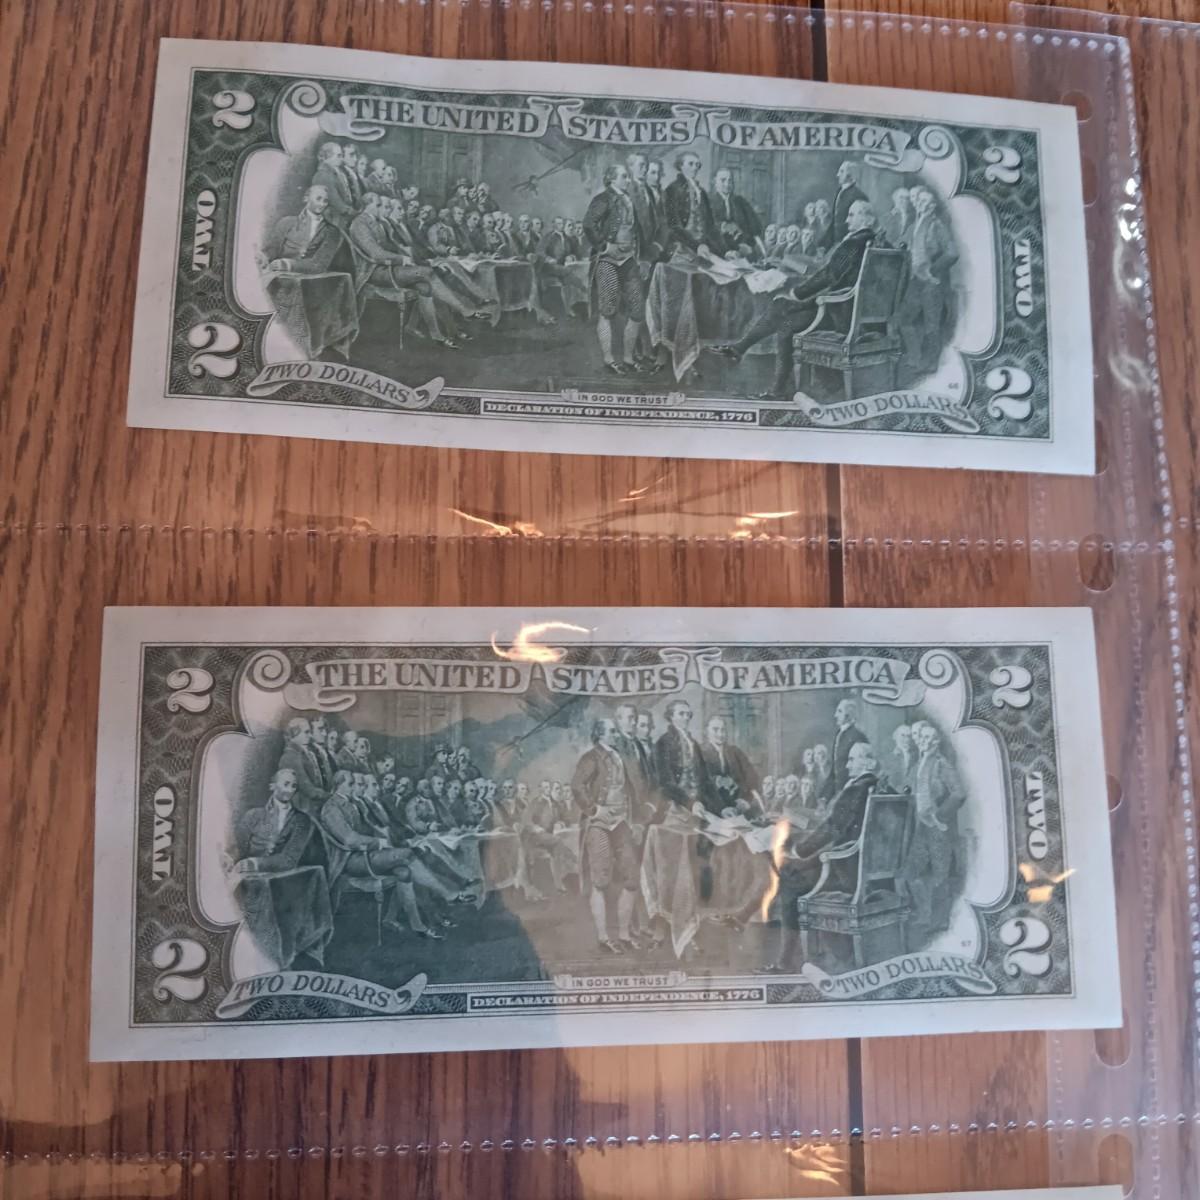 2 THE UNITED STATES OF AMERICA 2
TWO TWO
2 TWO DOLLARS IN GOD WE TRUST TWO DOLLARS 2
DECLARATION OF INDEPENDENCE, 1776
66
2 THE UNITED STATES OF AMERICA 2
TWO TWO
2 TWO DOLLARS IN GOD WE TRUST TWO DOLLARS 2
DECLARATION OF INDEPENDENCE, 1776
57